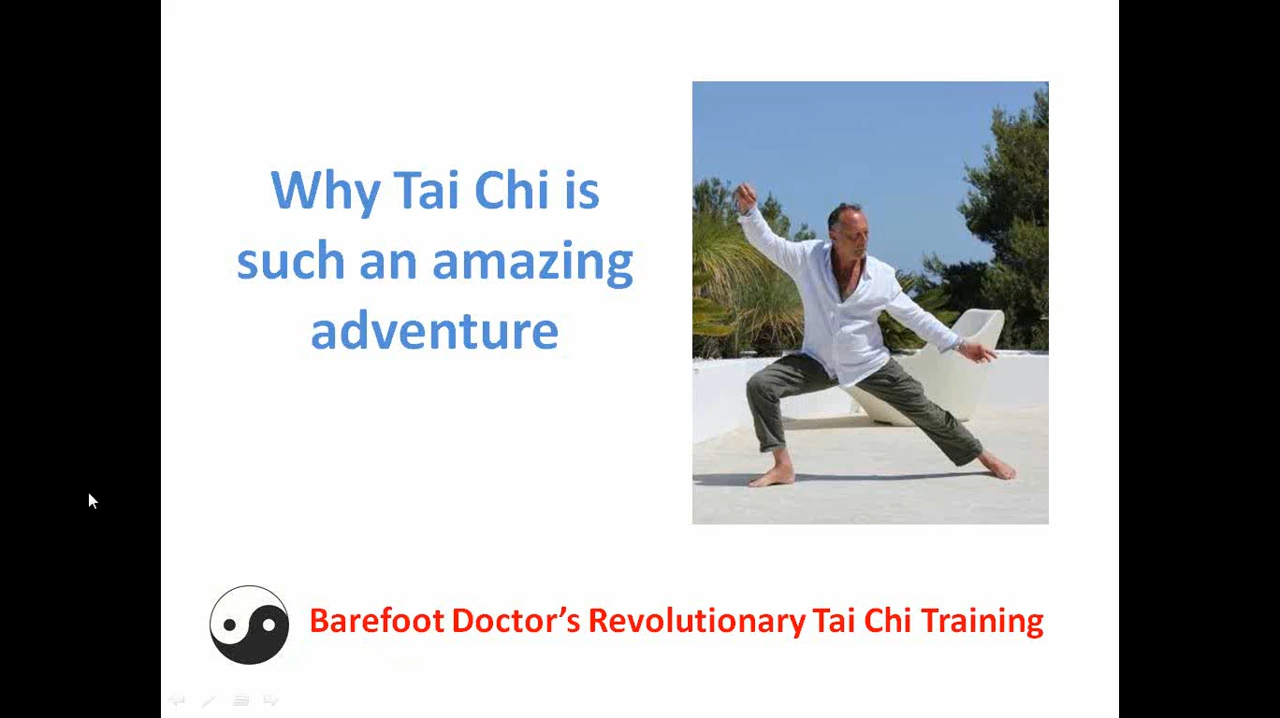 Why Tai Chi is
such an amazing
adventure
Barefoot Doctor’s Revolutionary Tai Chi Training